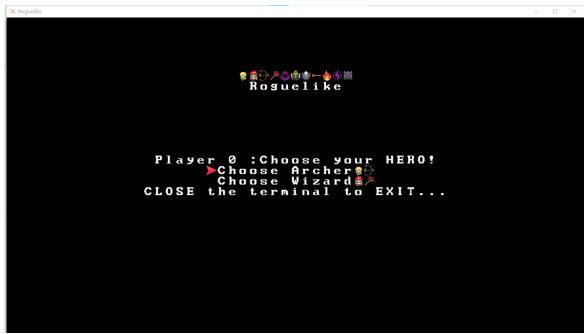 Roguelike
Roguelike
Player 0 :Choose your HERO!
Choose Archer
Choose Wizard
CLOSE the terminal to EXIT...